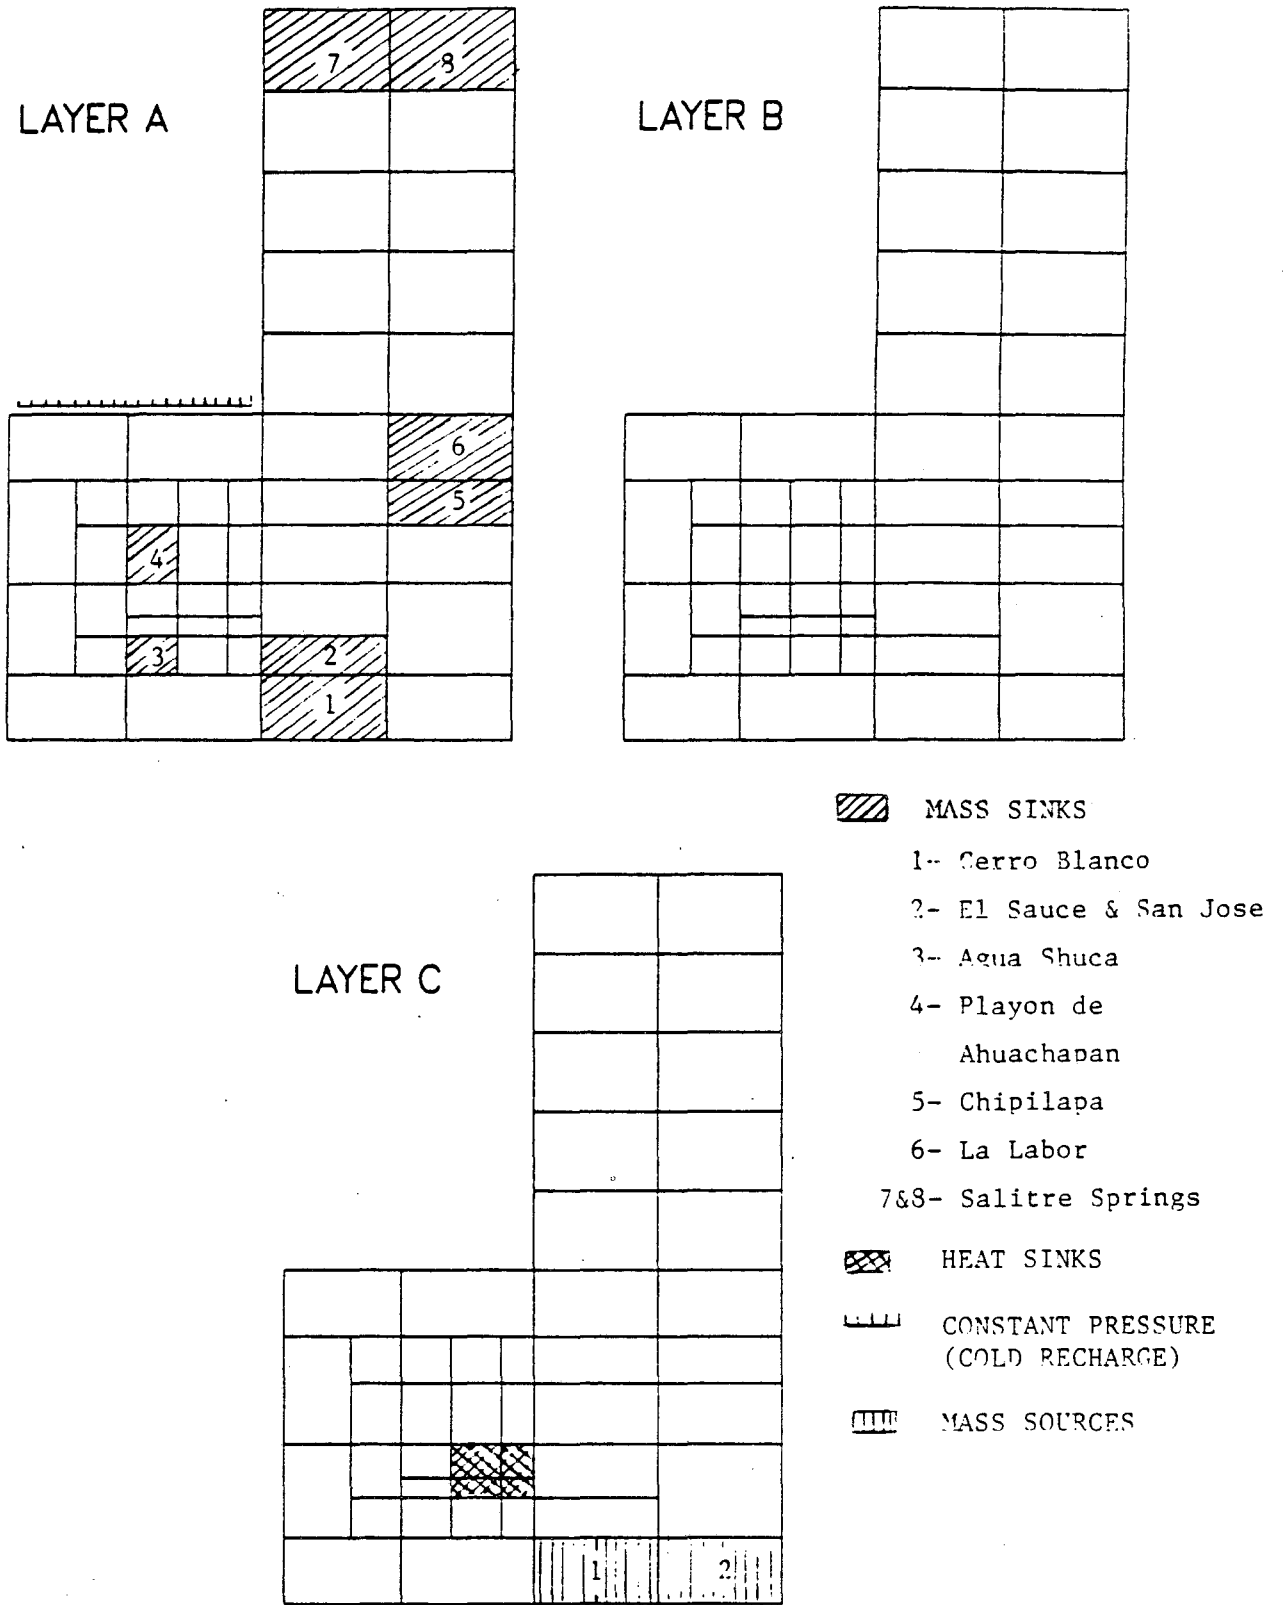 7 8
LAYER A
LAYER B
6
5
4
3
2
1
MASS SINKS
1- Cerro Blanco
2- El Sauce & San Jose
3- Agua Shuca
4- Playon de
Ahuachapan
5- Chipilapa
6- La Labor
7&8- Salitre Springs
LAYER C
HEAT SINKS
CONSTANT PRESSURE
(COLD RECHARGE)
MASS SOURCES
1 2